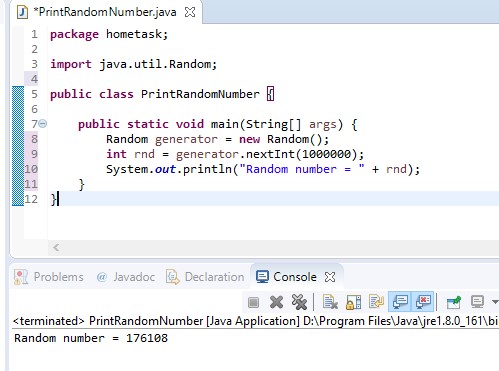 *PrintRandomNumber.java
1 package hometask;
2
3 import java.util.Random;
4
5 public class PrintRandomNumber {
6
7 public static void main(String[] args) {
8 Random generator = new Random();
9 int rnd = generator.nextInt(1000000);
10 System.out.println("Random number = " + rnd);
11 }
12 }
Problems @ Javadoc Declaration Console
<terminated> PrintRandomNumber [Java Application] D:\Program Files\Java\jre1.8.0_161\bi
Random number = 176108